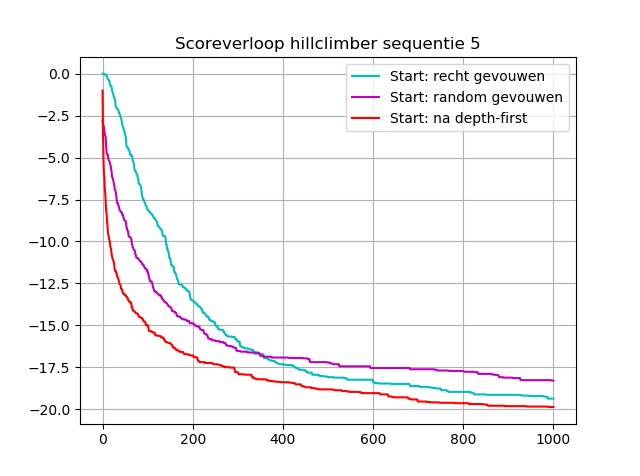 Scoreverloop hillclimber sequentie 5
Start: recht gevouwen
Start: random gevouwen
Start: na depth-first
0.0
−2.5
−5.0
−7.5
−10.0
−12.5
−15.0
−17.5
−20.0
0 200 400 600 800 1000